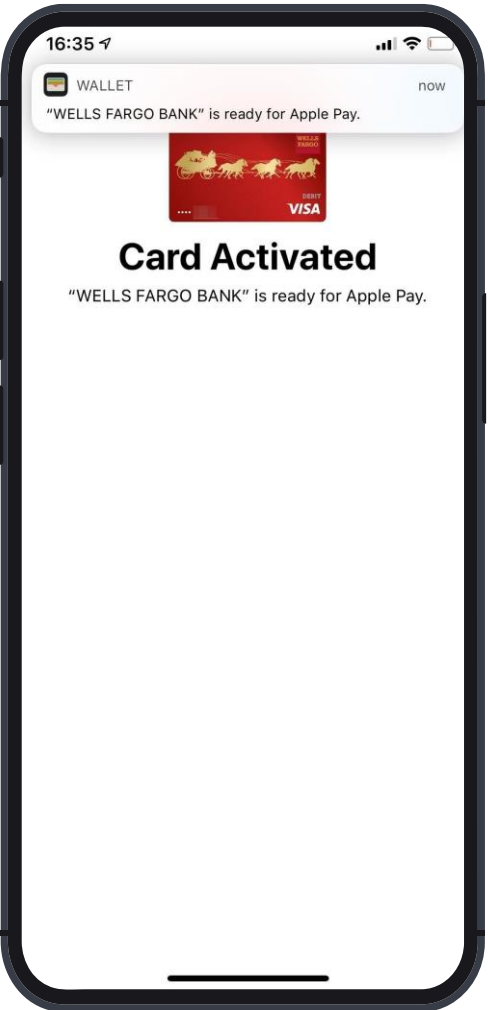 16:35
WALLET now
“WELLS FARGO BANK” is ready for Apple Pay.
WELLS
FARGO
DEBIT
.... VISA
Card Activated
“WELLS FARGO BANK” is ready for Apple Pay.